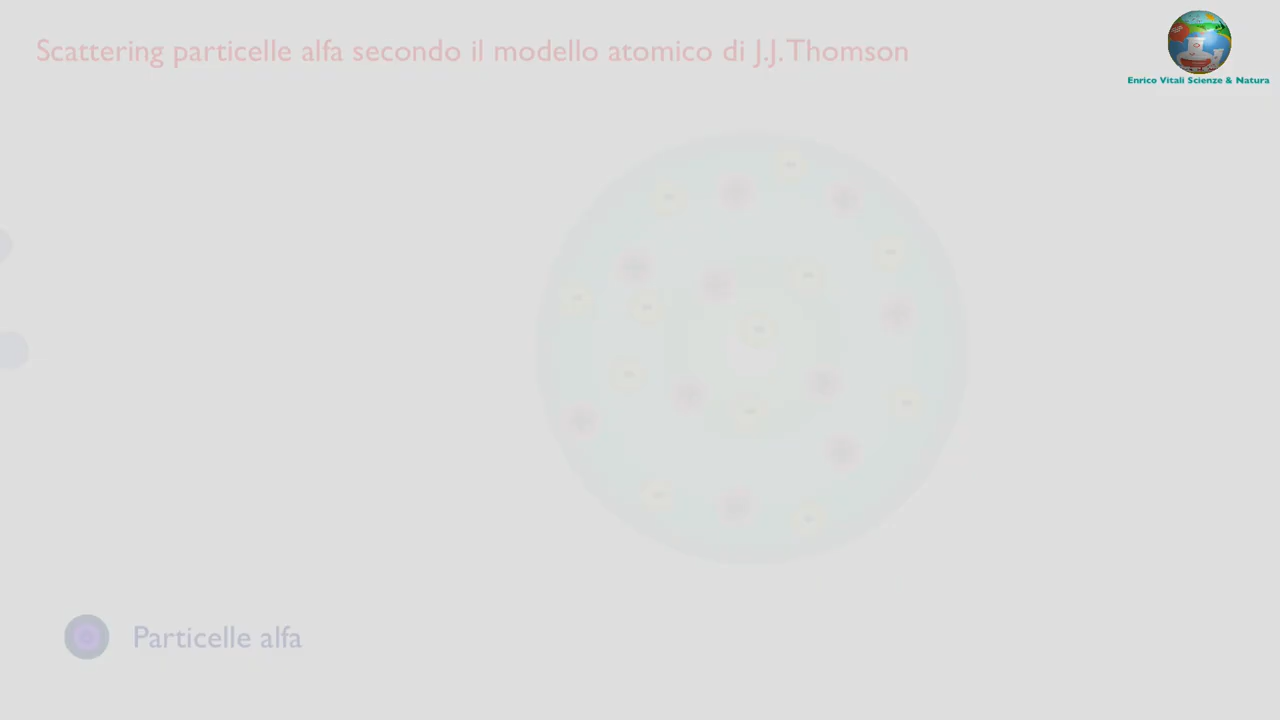 Scattering particelle alfa secondo il modello atomico di J.J. Thomson
Enrico Vitali Scienze & Natura
Particelle alfa